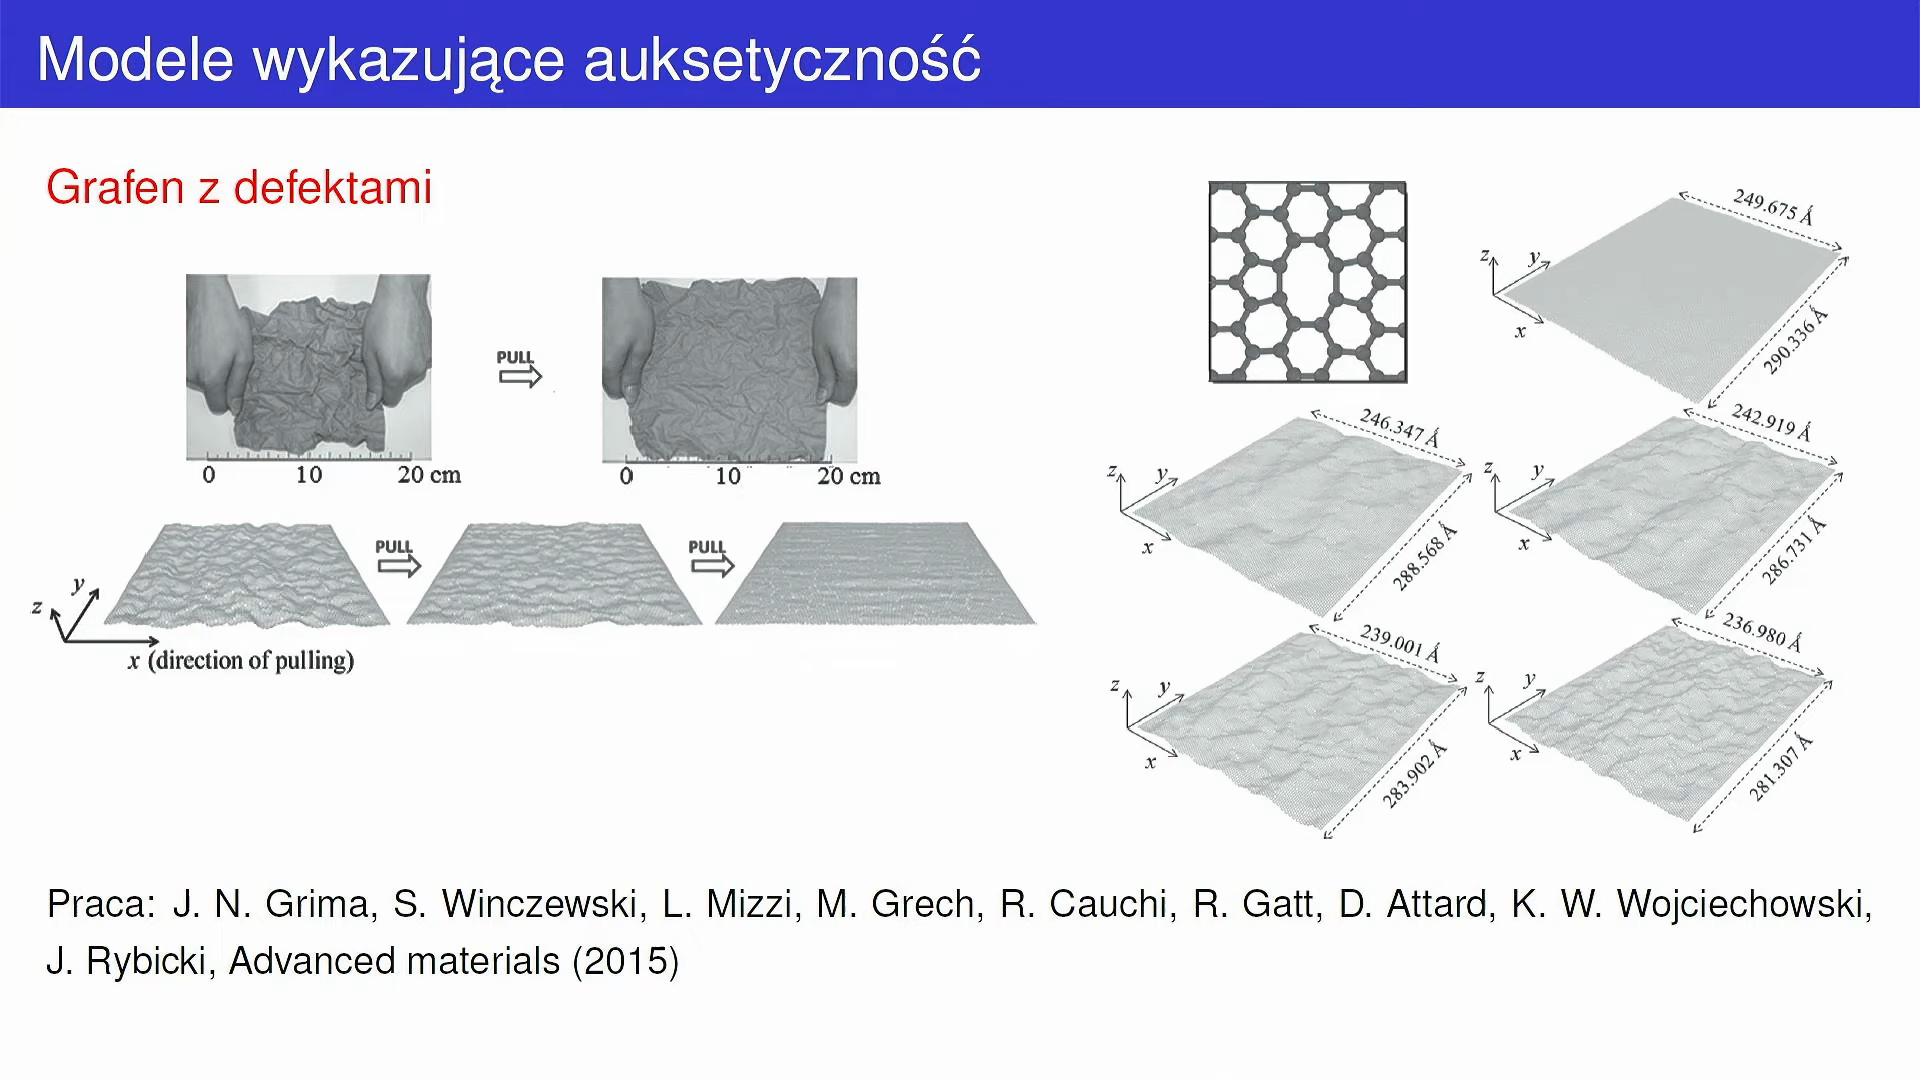 Modele wykazujące auksetyczność
Grafen z defektami
PULL
0 10 20 cm
0 10 20 cm
PULL
PULL
z
y
x (direction of pulling)
249.675 Å
290.336 Å
z
y
x
246.347 Å
288.568 Å
z
y
x
242.919 Å
286.731 Å
z
y
x
239.001 Å
283.902 Å
z
y
x
236.980 Å
281.307 Å
z
y
x
Praca: J. N. Grima, S. Winczewski, L. Mizzi, M. Grech, R. Cauchi, R. Gatt, D. Attard, K. W. Wojciechowski,
J. Rybicki, Advanced materials (2015)